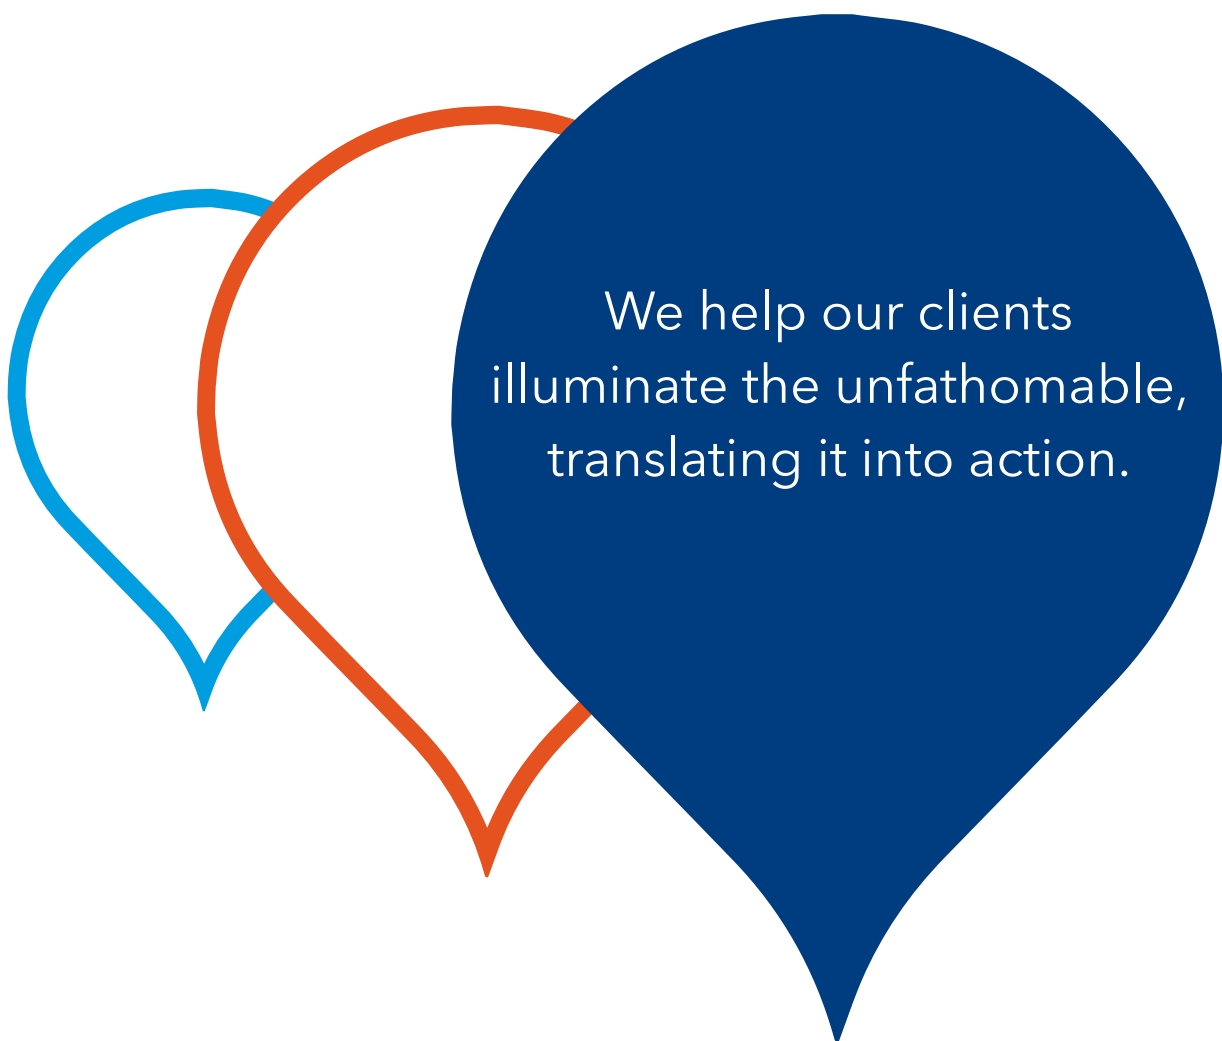 We help our clients
illuminate the unfathomable,
translating it into action.